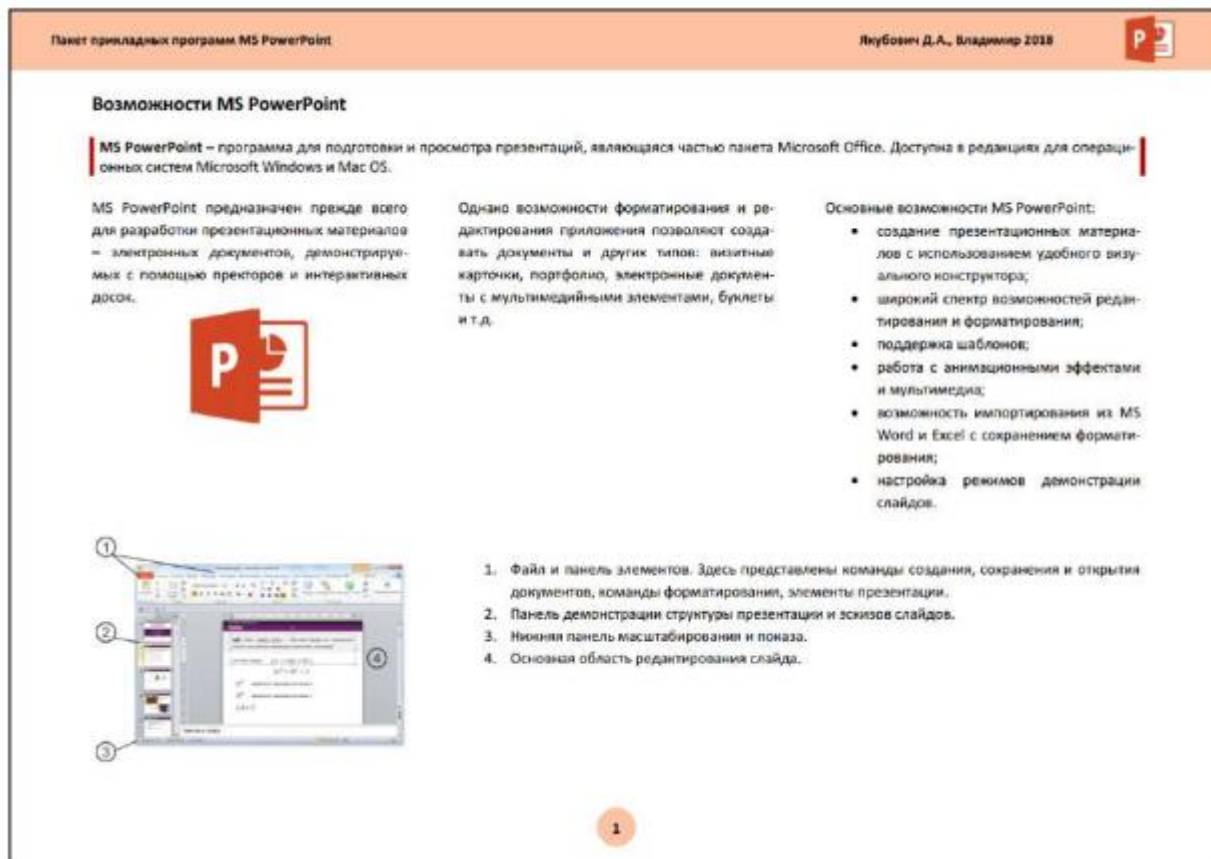 Пакет прикладных программ MS PowerPoint
Якубович Д.А., Владимир 2018
P
Возможности MS PowerPoint
MS PowerPoint – программа для подготовки и просмотра презентаций, являющаяся частью пакета Microsoft Office. Доступна в редакциях для операци-
онных систем Microsoft Windows и Mac OS.
MS PowerPoint предназначен прежде всего
для разработки презентационных материалов
– электронных документов, демонстрируе-
мых с помощью пректоров и интерактивных
досок.
P
Однако возможности форматирования и ре-
дактирования приложения позволяют созда-
вать документы и других типов: визитные
карточки, портфолио, электронные докумен-
ты с мультимедийными элементами, буклеты
и т.д.
Основные возможности MS PowerPoint:
• создание презентационных материа-
лов с использованием удобного визу-
ального конструктора;
• широкий спектр возможностей редак-
тирования и форматирования;
• поддержка шаблонов;
• работа с анимационными эффектами
и мультимедиа;
• возможность импортирования из MS
Word и Excel с сохранением формати-
рования;
• настройка режимов демонстрации
слайдов.
1
2
3
4
1. Файл и панель элементов. Здесь представлены команды создания, сохранения и открытия
документов, команды форматирования, элементы презентации.
2. Панель демонстрации структуры презентации и эскизов слайдов.
3. Нижняя панель масштабирования и показа.
4. Основная область редактирования слайда.
1